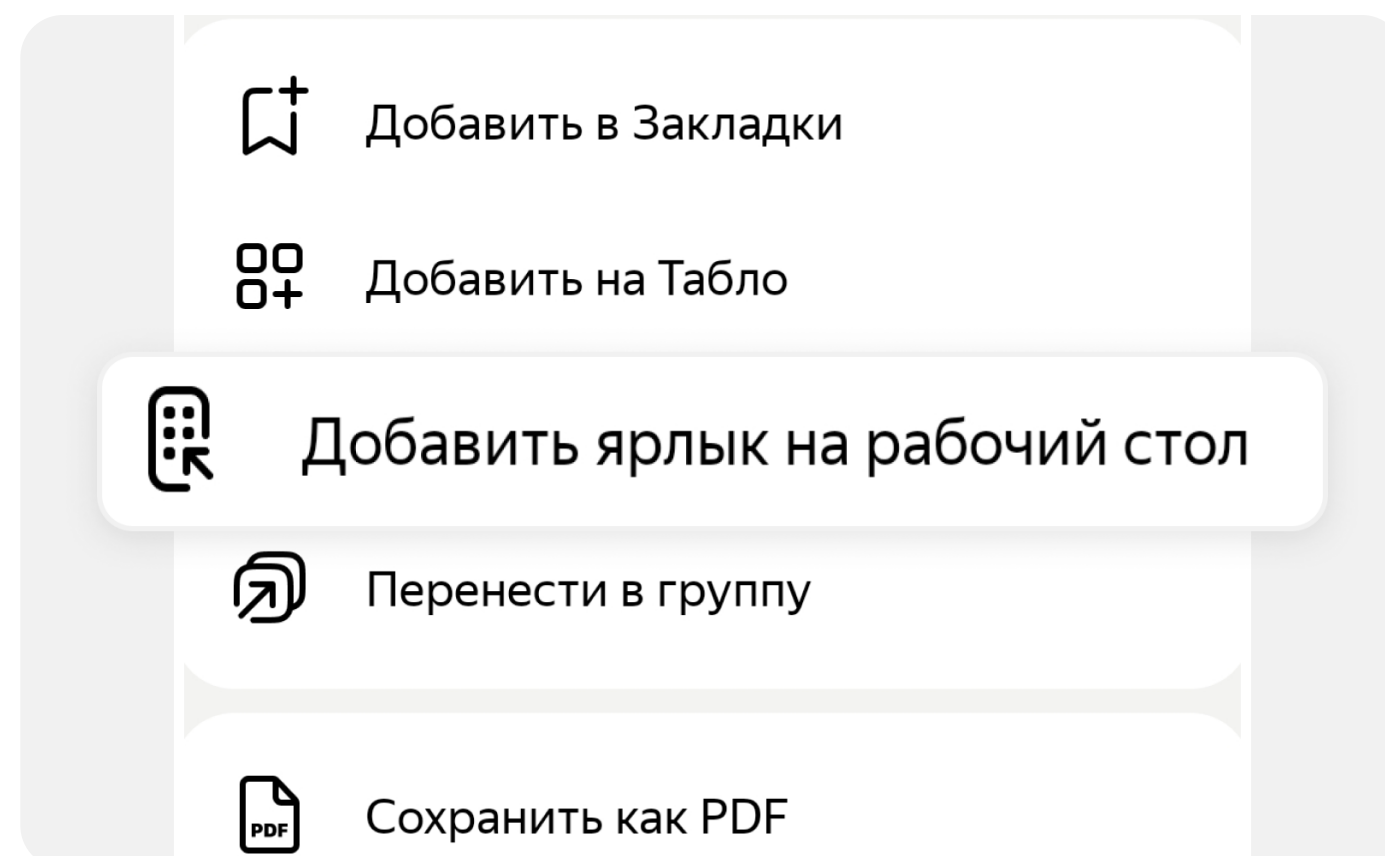 Добавить в Закладки
Добавить на Табло
Добавить ярлык на рабочий стол
Перенести в группу
PDF
Сохранить как PDF